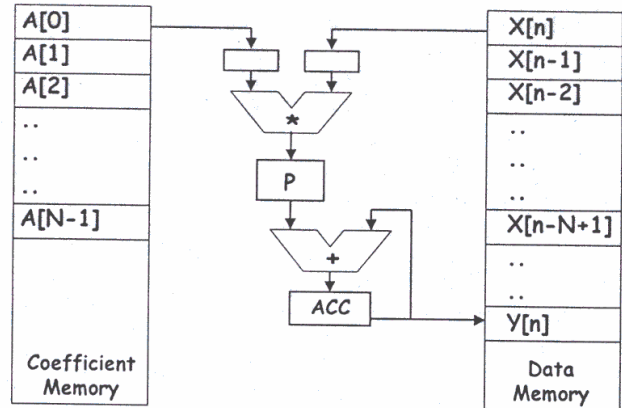 A[0]
A[1]
A[2]
..
..
..
A[N-1]
Coefficient
Memory
*
P
+
ACC
X[n]
X[n-1]
X[n-2]
..
..
..
X[n-N+1]
..
..
Y[n]
Data
Memory